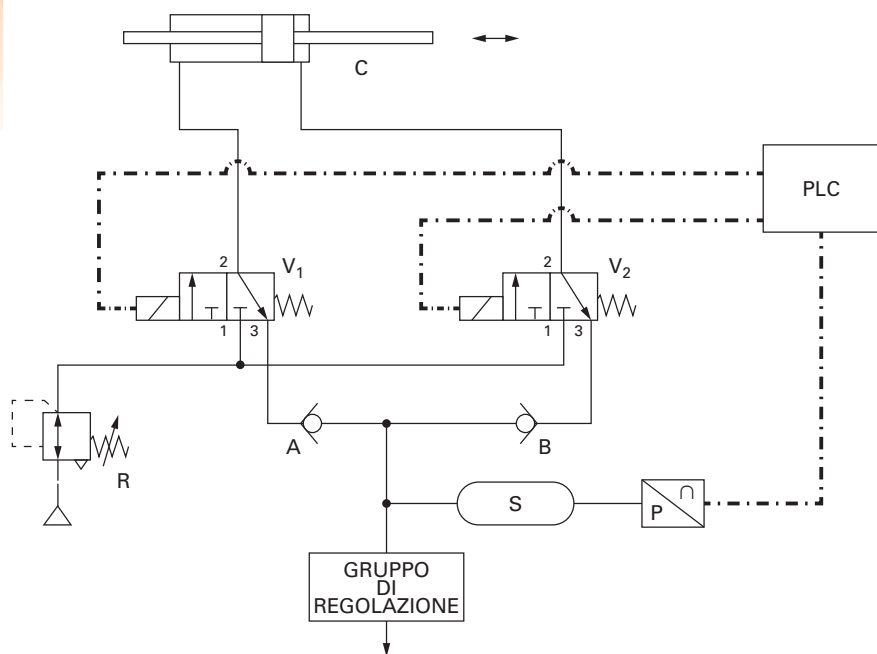 C
PLC
2 V1
2 V2
1 3
1 3
A
B
R
S
P ∩
GRUPPO
DI
REGOLAZIONE